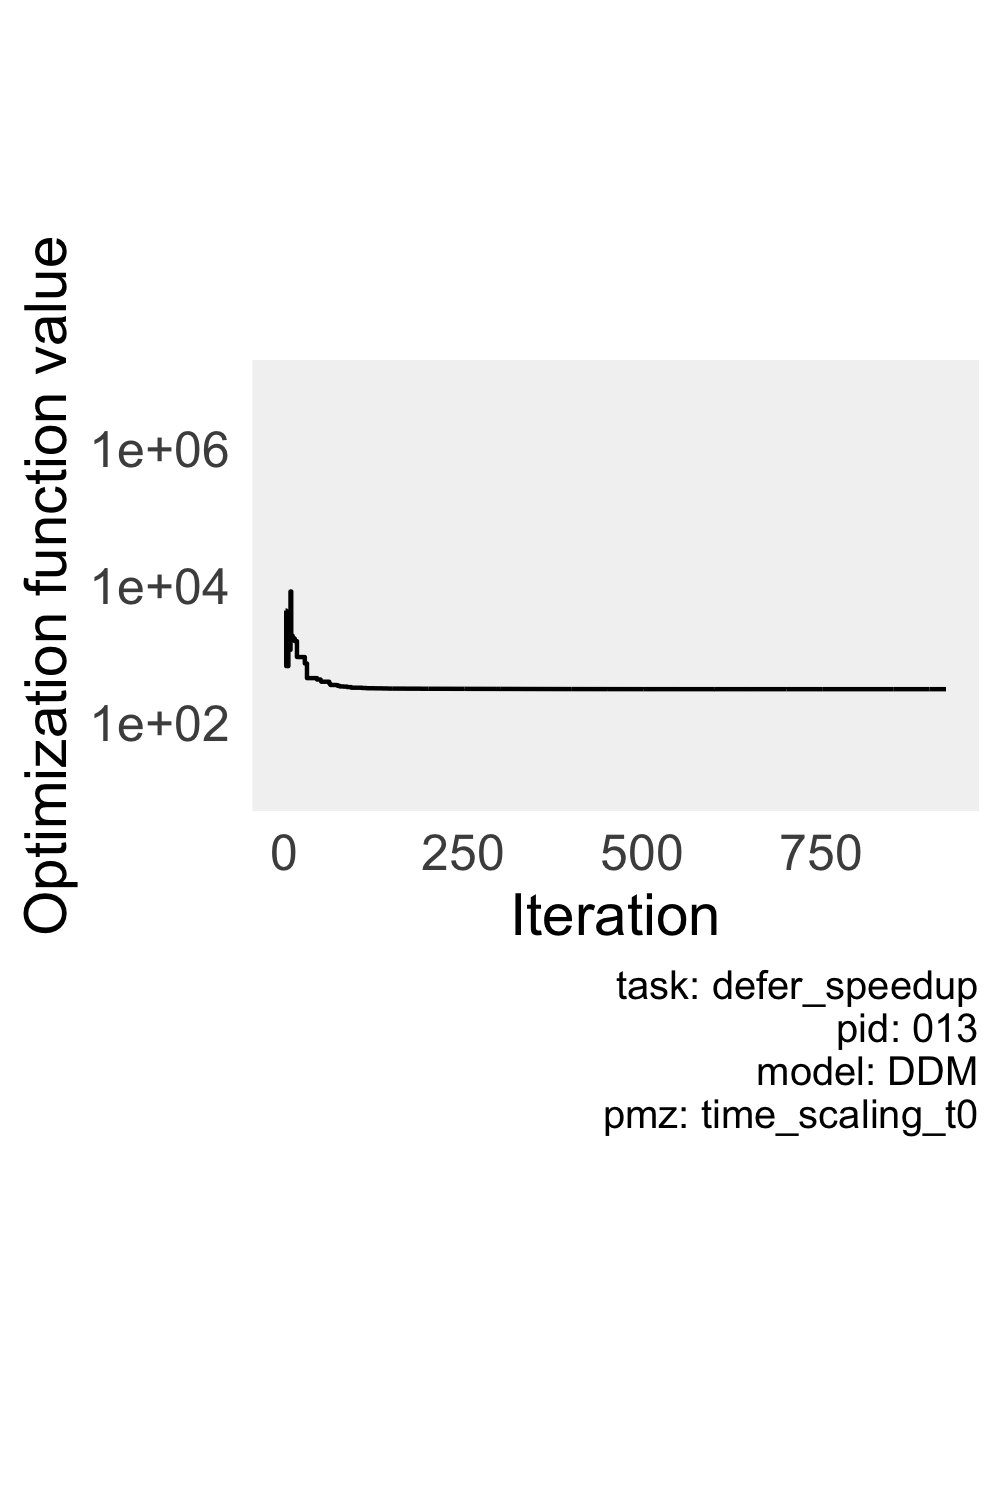 Optimization function value
1e+06
1e+04
1e+02
0 250 500 750
Iteration
task: defer_speedup
pid: 013
model: DDM
pmz: time_scaling_t0